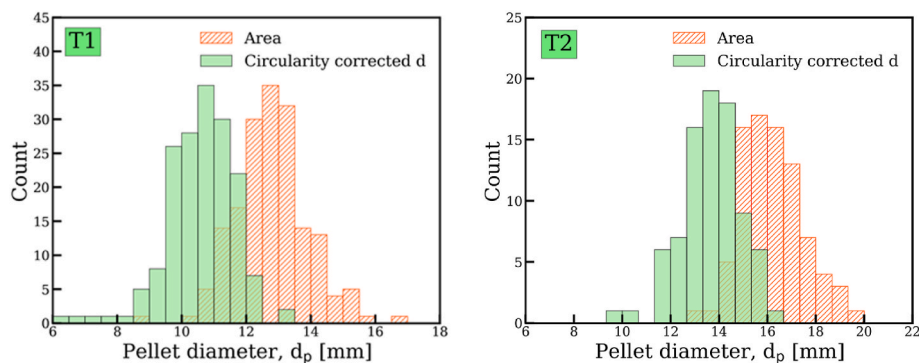 T1
Area
Circularity corrected d
Count
45
40
35
30
25
20
15
10
5
0
6 8 10 12 14 16 18
Pellet diameter, dp [mm]
T2
Area
Circularity corrected d
Count
25
20
15
10
5
0
6 8 10 12 14 16 18 20 22
Pellet diameter, dp [mm]